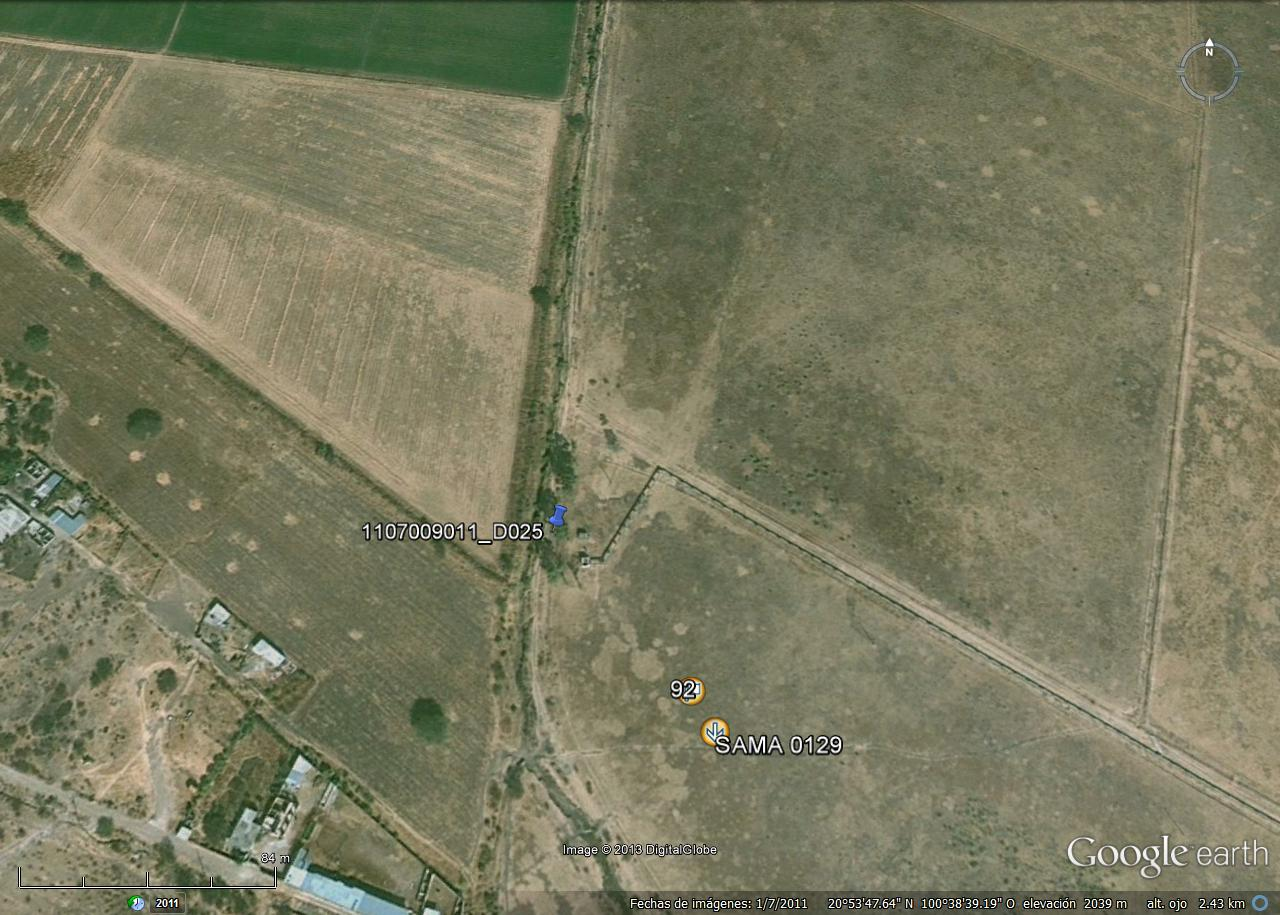 N
1107009011_D025
92
SAMA 0129
Image © 2013 DigitalGlobe
Google earth
84 m
2011
Fechas de imágenes: 1/7/2011 20°53'47.64" N 100°38'39.19" O elevación 2039 m alt. ojo 2.43 km